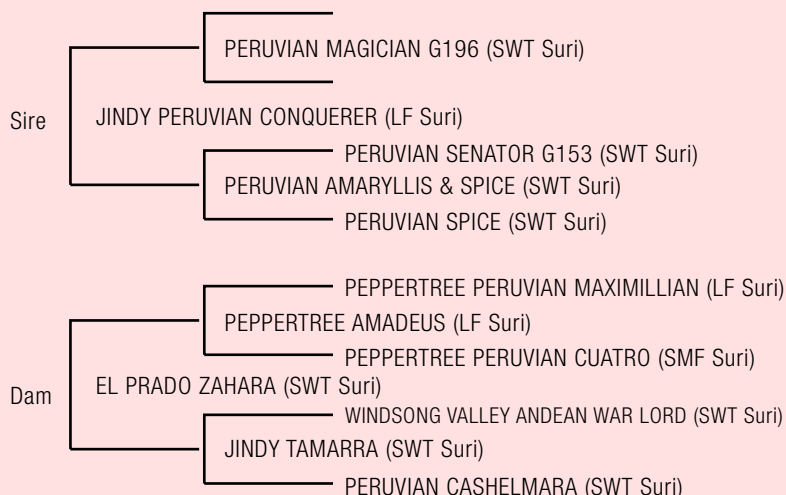 PERUVIAN MAGICIAN G196 (SWT Suri)
Sire
JINDY PERUVIAN CONQUERER (LF Suri)
PERUVIAN SENATOR G153 (SWT Suri)
PERUVIAN AMARYLLIS & SPICE (SWT Suri)
PERUVIAN SPICE (SWT Suri)
PEPPERTREE PERUVIAN MAXIMILLIAN (LF Suri)
PEPPERTREE AMADEUS (LF Suri)
PEPPERTREE PERUVIAN CUATRO (SMF Suri)
Dam
EL PRADO ZAHARA (SWT Suri)
WINDSONG VALLEY ANDEAN WAR LORD (SWT Suri)
JINDY TAMARRA (SWT Suri)
PERUVIAN CASHELMARA (SWT Suri)